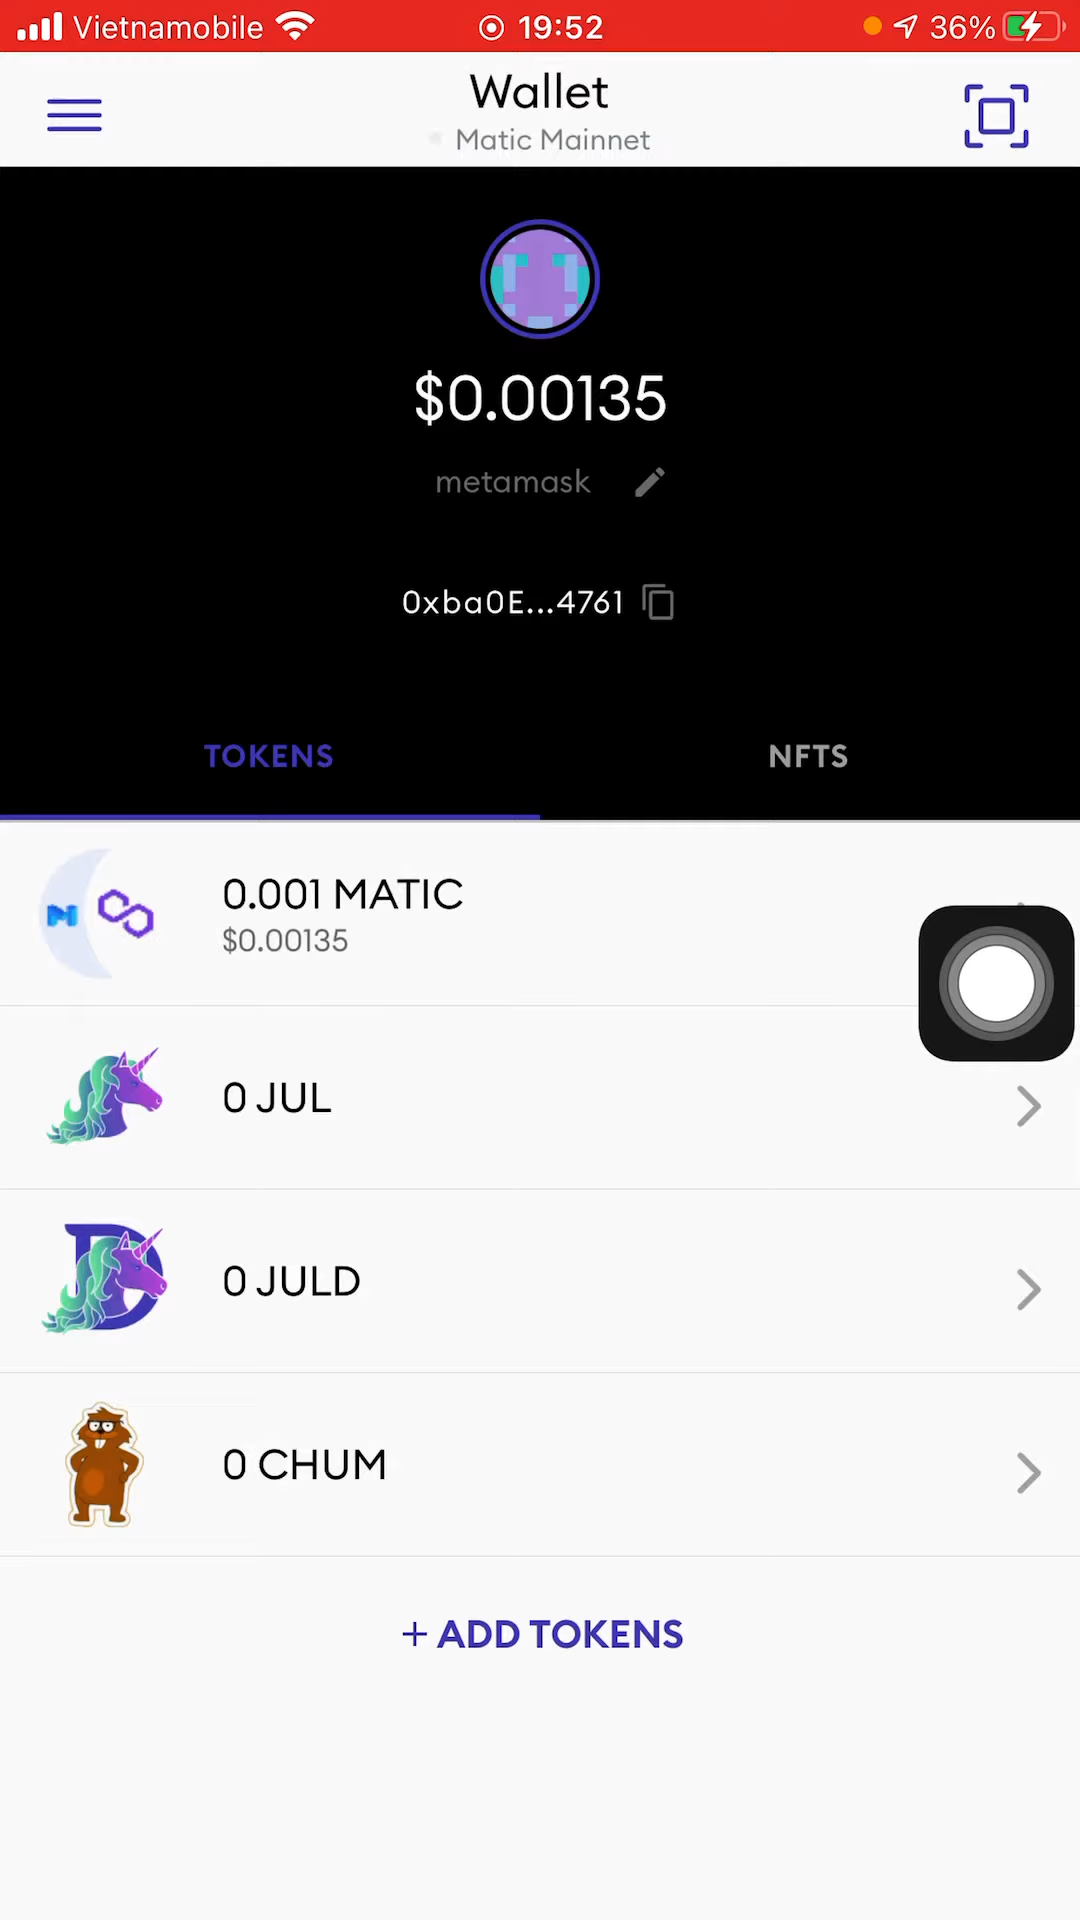 Vietnamobile 19:52 36%
Wallet
Matic Mainnet
$0.00135
metamask
0xba0E...4761
TOKENS NFTS
0.001 MATIC
$0.00135
0 JUL
0 JULD
0 CHUM
+ ADD TOKENS